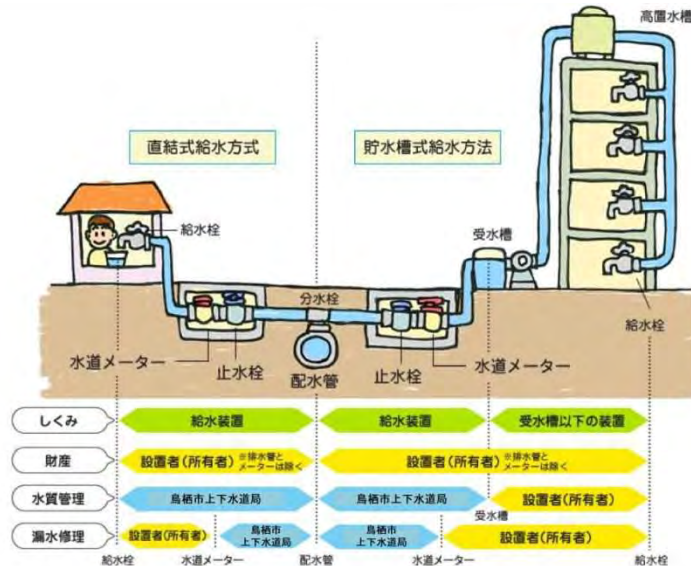 高置水槽
直結式給水方式
貯水槽式給水方法
給水栓
受水槽
分水栓
給水栓
水道メーター
止水栓
配水管
止水栓
水道メーター
しくみ
給水装置
給水装置
受水槽以下の装置
財産
設置者(所有者) ※排水管と
メーターは除く
設置者(所有者) ※排水管と
メーターは除く
水質管理
鳥栖市上下水道局
鳥栖市上下水道局
設置者(所有者)
受水槽
漏水修理
設置者(所有者)
鳥栖市
上下水道局
鳥栖市
上下水道局
設置者(所有者)
給水栓
水道メーター
配水管
水道メーター
給水栓